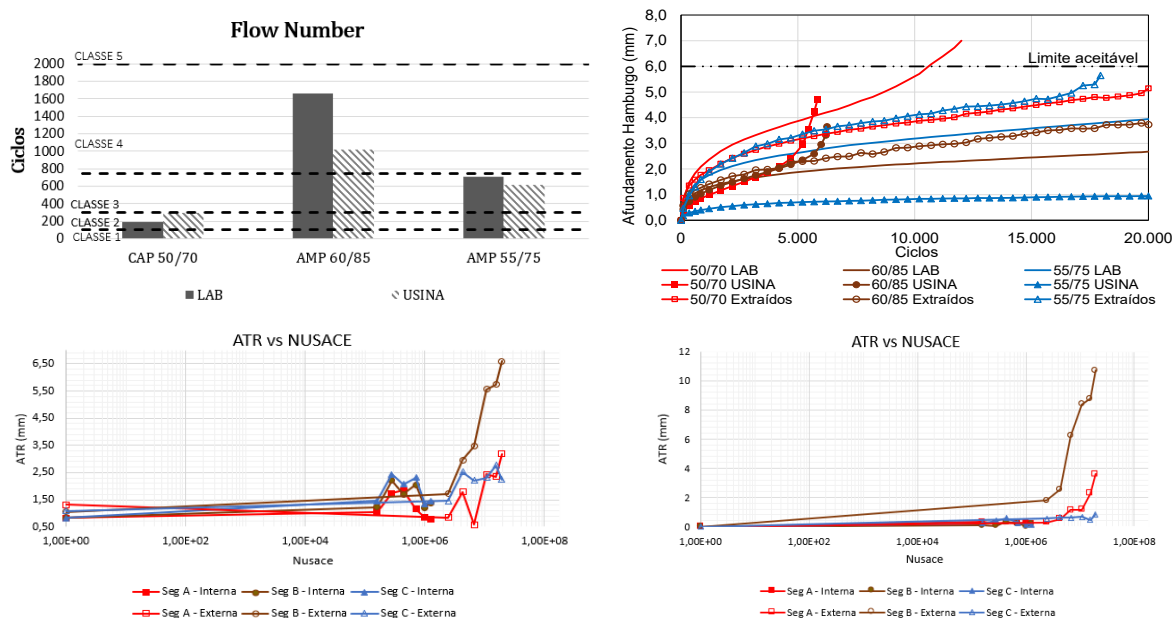 Flow Number
CLASSE 5
2000
1800
1600
1400
1200
1000
800
600
400
200
0
Ciclos
CLASSE 4
CLASSE 3
CLASSE 2
CLASSE 1
CAP 50/70
AMP 60/85
AMP 55/75
LAB
USINA
8,0
7,0
6,0
5,0
4,0
3,0
2,0
1,0
0,0
Afundamento Hamburgo (mm)
Limite aceitável
0
5.000
10.000
15.000
20.000
Ciclos
50/70 LAB
60/85 LAB
55/75 LAB
50/70 USINA
60/85 USINA
55/75 USINA
50/70 Extraídos
60/85 Extraídos
55/75 Extraídos
ATR vs NUSACE
6,50
5,50
4,50
3,50
2,50
1,50
0,50
ATR (mm)
1,00E+00
1,00E+02
1,00E+04
1,00E+06
1,00E+08
Nusace
Seg A - Interna
Seg B - Interna
Seg C - Interna
Seg A - Externa
Seg B - Externa
Seg C - Externa
ATR vs NUSACE
12
10
8
6
4
2
0
ATR (mm)
1,00E+00
1,00E+02
1,00E+04
1,00E+06
1,00E+08
Nusace
Seg A - Interna
Seg B - Interna
Seg C - Interna
Seg A - Externa
Seg B - Externa
Seg C - Externa